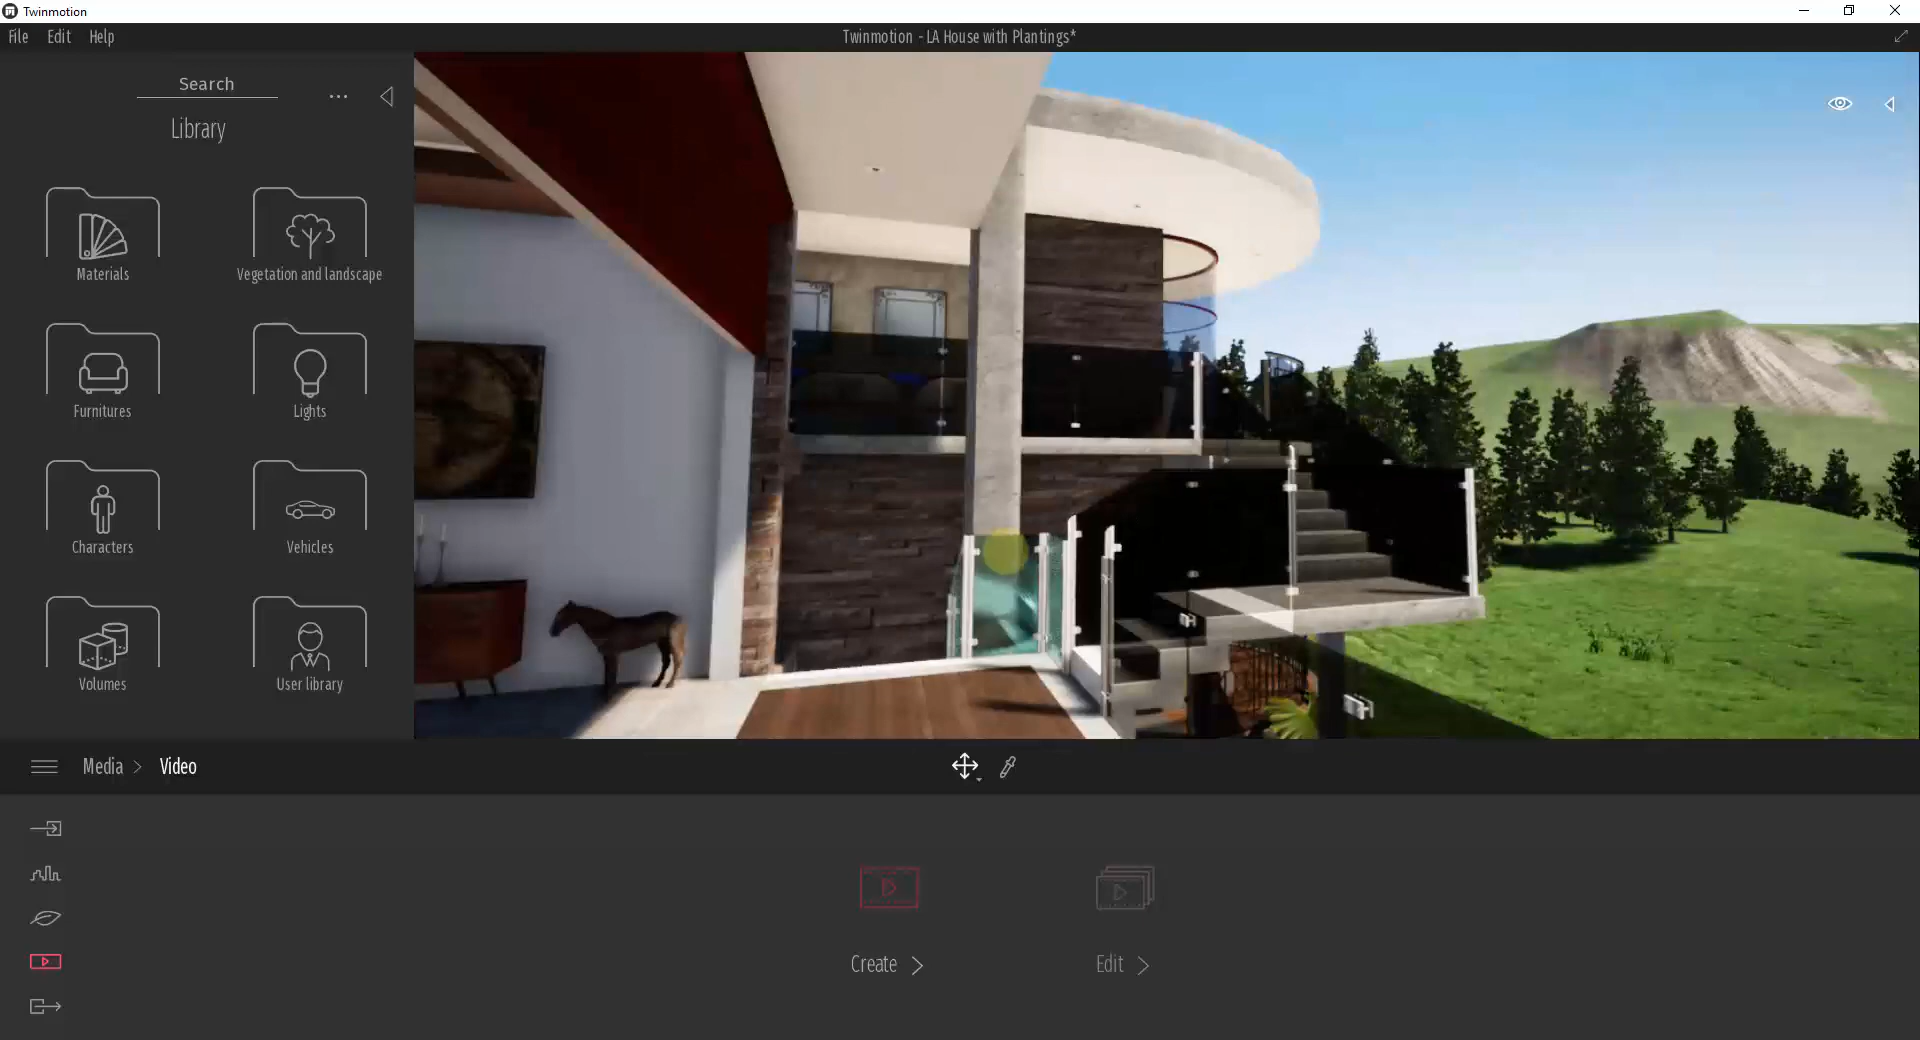 Twinmotion
File Edit Help
Twinmotion - LA House with Plantings*
Search
...
Library
Materials
Vegetation and landscape
Furnitures
Lights
Characters
Vehicles
Volumes
User library
Media > Video
Create >
Edit >